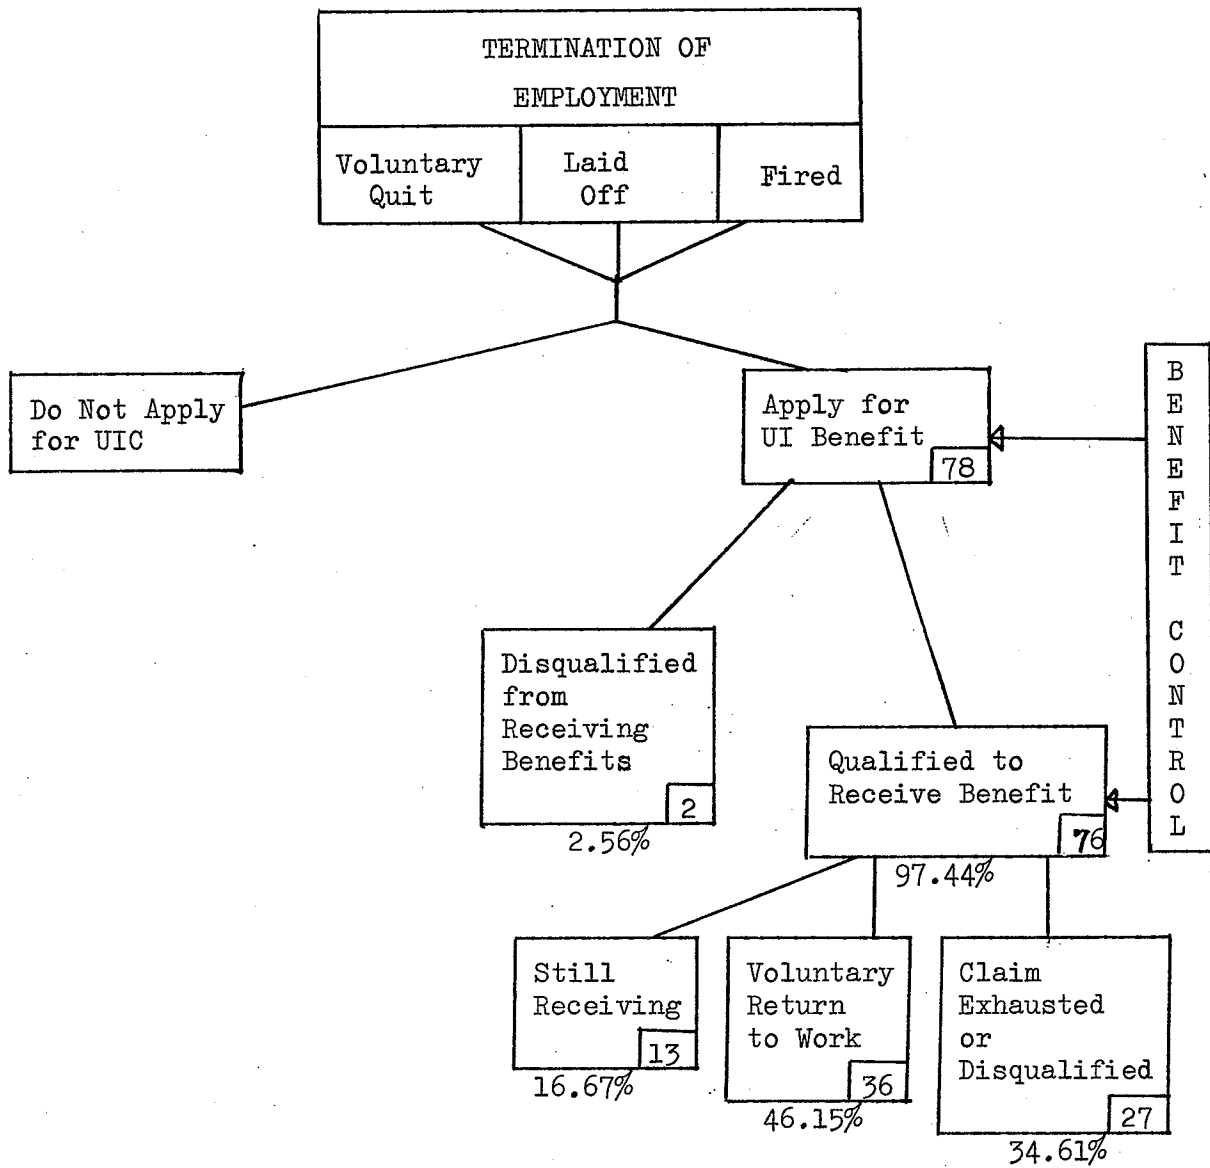 TERMINATION OF
EMPLOYMENT
Voluntary
Quit
Laid
Off
Fired
Do Not Apply
for UIC
Apply for
UI Benefit
78
BENEFIT CONTROL
Disqualified
from
Receiving
Benefits
2
2.56%
Qualified to
Receive Benefit
76
97.44%
Still
Receiving
13
16.67%
Voluntary
Return
to Work
36
46.15%
Claim
Exhausted
or
Disqualified
27
34.61%